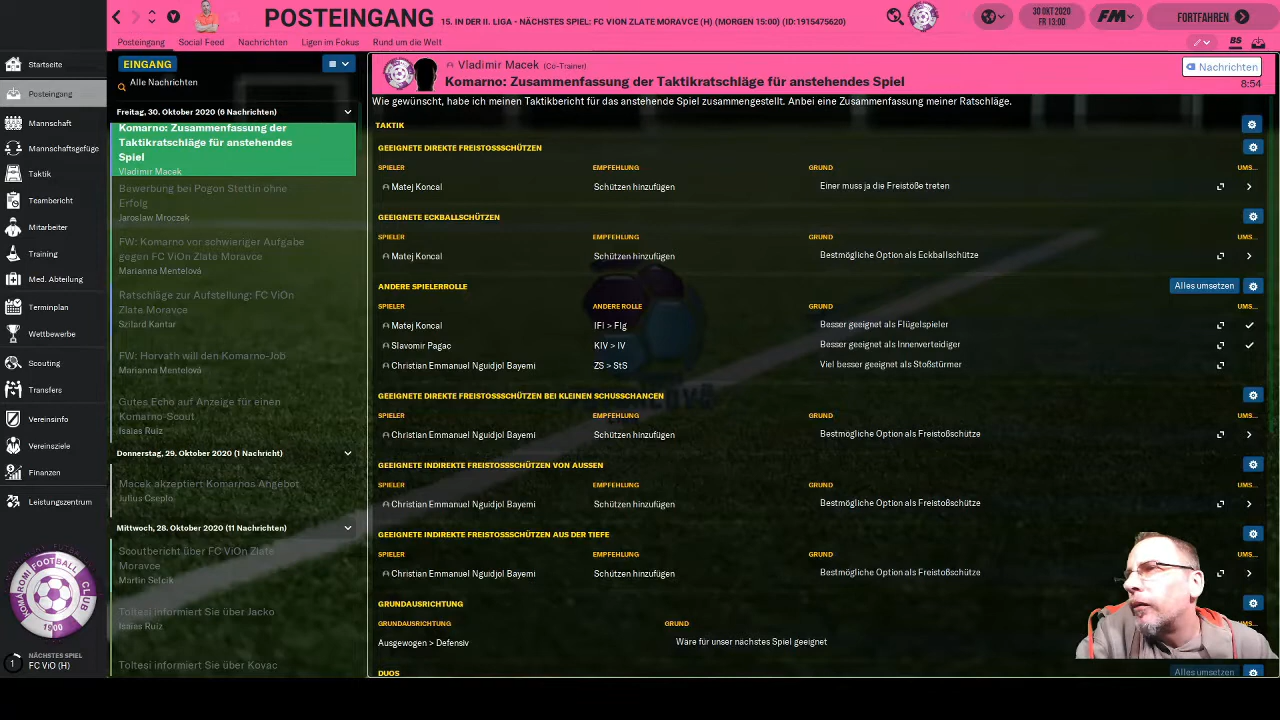 POSTEINGANG
15. IN DER II. LIGA - NÄCHSTES SPIEL: FC VION ZLATE MORAVCE (H) (MORGEN 15:00) (ID:1915475620)
30 OKT 2020
FR 13:00
FM
FORTFAHREN
Posteingang
Social Feed
Nachrichten
Ligen im Fokus
Rund um die Welt
BS
Startseite
Posteingang
Mannschaft
Mannschaftsgefüge
Taktik
Teambericht
Mitarbeiter
Training
Med. Abteilung
Terminplan
Wettbewerbe
Scouting
Transfers
Vereinsinfo
Vereinsziele
Finanzen
Leistungszentrum
KOMAROM FOOTBALL CLUB
1900
1
NÄCHSTES SPIEL
FC ViO (H)
EINGANG
Alle Nachrichten
Freitag, 30. Oktober 2020 (6 Nachrichten)
Komarno: Zusammenfassung der
Taktikratschläge für anstehendes
Spiel
Vladimir Macek
Bewerbung bei Pogon Stettin ohne
Erfolg
Jaroslaw Mroczek
FW: Komarno vor schwieriger Aufgabe
gegen FC ViOn Zlate Moravce
Marianna Mentelová
Ratschläge zur Aufstellung: FC ViOn
Zlate Moravce
Szilard Kantar
FW: Horvath will den Komarno-Job
Marianna Mentelová
Gutes Echo auf Anzeige für einen
Komarno-Scout
Isaias Ruiz
Donnerstag, 29. Oktober 2020 (1 Nachricht)
Macek akzeptiert Komarnos Angebot
Julius Cseplo
Mittwoch, 28. Oktober 2020 (11 Nachrichten)
Scoutbericht über FC ViOn Zlate
Moravce
Martin Sefcik
Toltesi informiert Sie über Jacko
Isaias Ruiz
Toltesi informiert Sie über Kovac
Vladimir Macek (Co-Trainer)
Komarno: Zusammenfassung der Taktikratschläge für anstehendes Spiel
Nachrichten
8:54
Wie gewünscht, habe ich meinen Taktikbericht für das anstehende Spiel zusammengestellt. Anbei eine Zusammenfassung meiner Ratschläge.
TAKTIK
GEEIGNETE DIREKTE FREISTOSSSCHÜTZEN
SPIELER EMPFEHLUNG GRUND UMS...
Matej Koncal Schützen hinzufügen Einer muss ja die Freistöße treten
GEEIGNETE ECKBALLSCHÜTZEN
SPIELER EMPFEHLUNG GRUND UMS...
Matej Koncal Schützen hinzufügen Bestmögliche Option als Eckballschütze
ANDERE SPIELERROLLE Alles umsetzen
SPIELER ANDERE ROLLE GRUND UMS...
Matej Koncal IFl > Flg Besser geeignet als Flügelspieler
Slavomir Pagac KIV > IV Besser geeignet als Innenverteidiger
Christian Emmanuel Nguidjol Bayemi ZS > StS Viel besser geeignet als Stoßstürmer
GEEIGNETE DIREKTE FREISTOSSSCHÜTZEN BEI KLEINEN SCHUSSCHANCEN
SPIELER EMPFEHLUNG GRUND UMS...
Christian Emmanuel Nguidjol Bayemi Schützen hinzufügen Bestmögliche Option als Freistoßschütze
GEEIGNETE INDIREKTE FREISTOSSSCHÜTZEN VON AUSSEN
SPIELER EMPFEHLUNG GRUND UMS...
Christian Emmanuel Nguidjol Bayemi Schützen hinzufügen Bestmögliche Option als Freistoßschütze
GEEIGNETE INDIREKTE FREISTOSSSCHÜTZEN AUS DER TIEFE
SPIELER EMPFEHLUNG GRUND UMS...
Christian Emmanuel Nguidjol Bayemi Schützen hinzufügen Bestmögliche Option als Freistoßschütze
GRUNDAUSRICHTUNG
GRUNDAUSRICHTUNG GRUND
Ausgewogen > Defensiv Wäre für unser nächstes Spiel geeignet
DUOS Alles umsetzen